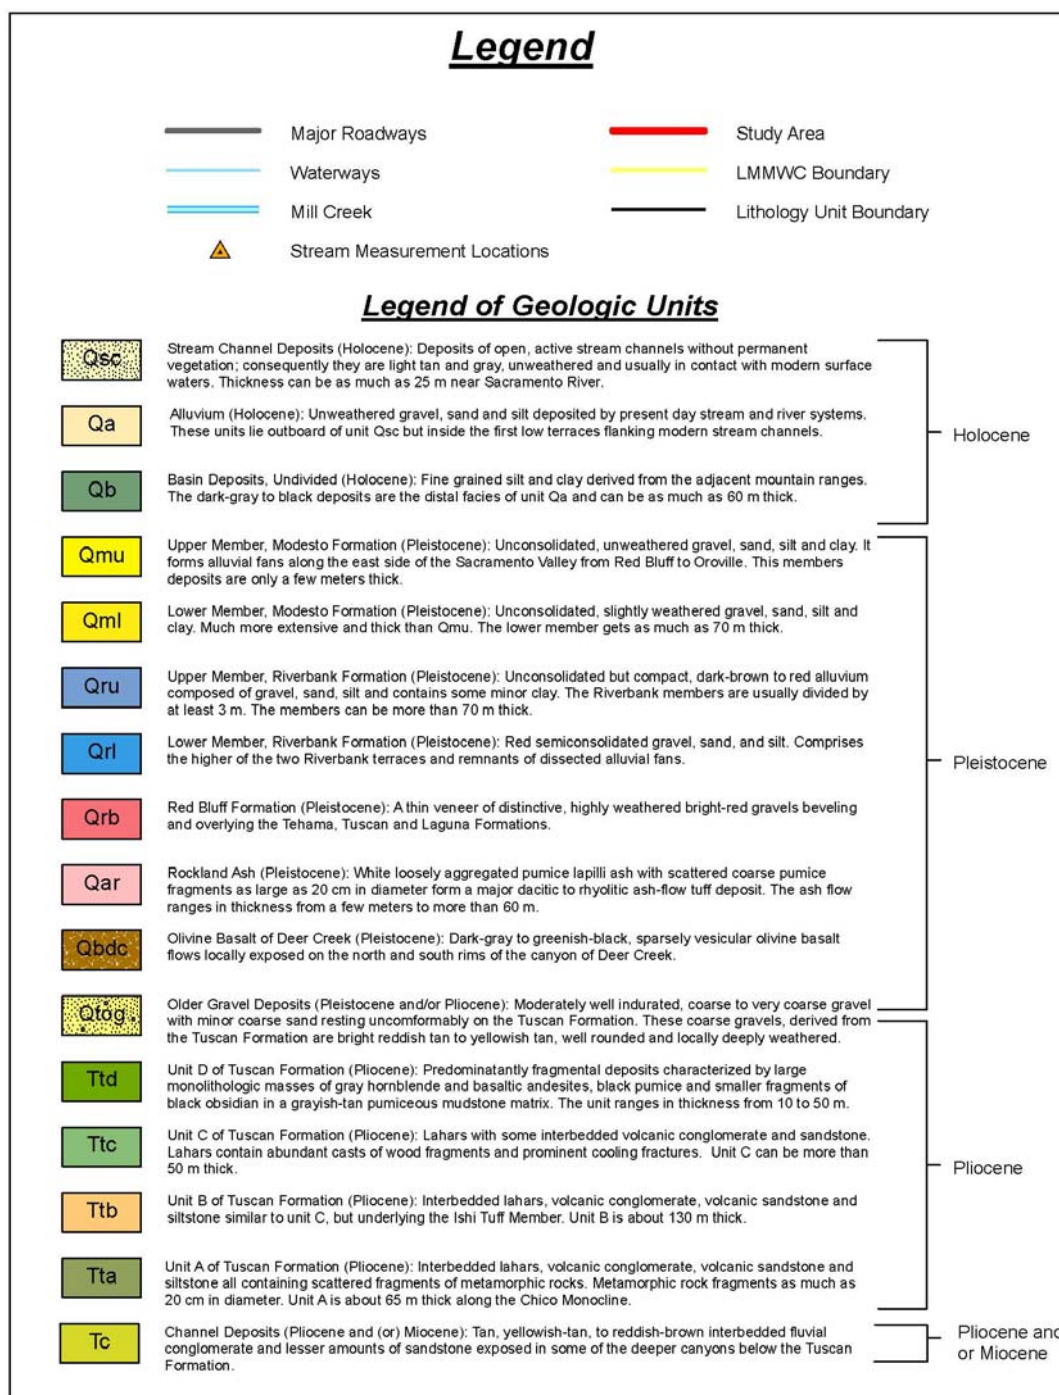 Legend
Major Roadways
Study Area
Waterways
LMMWC Boundary
Mill Creek
Lithology Unit Boundary
Stream Measurement Locations
Legend of Geologic Units
Qsc
Stream Channel Deposits (Holocene): Deposits of open, active stream channels without permanent
vegetation; consequently they are light tan and gray, unweathered and usually in contact with modern surface
waters. Thickness can be as much as 25 m near Sacramento River.
Qa
Alluvium (Holocene): Unweathered gravel, sand and silt deposited by present day stream and river systems.
These units lie outboard of unit Qsc but inside the first low terraces flanking modern stream channels.
Holocene
Qb
Basin Deposits, Undivided (Holocene): Fine grained silt and clay derived from the adjacent mountain ranges.
The dark-gray to black deposits are the distal facies of unit Qa and can be as much as 60 m thick.
Qmu
Upper Member, Modesto Formation (Pleistocene): Unconsolidated, unweathered gravel, sand, silt and clay. It
forms alluvial fans along the east side of the Sacramento Valley from Red Bluff to Oroville. This members
deposits are only a few meters thick.
Qml
Lower Member, Modesto Formation (Pleistocene): Unconsolidated, slightly weathered gravel, sand, silt and
clay. Much more extensive and thick than Qmu. The lower member gets as much as 70 m thick.
Qru
Upper Member, Riverbank Formation (Pleistocene): Unconsolidated but compact, dark-brown to red alluvium
composed of gravel, sand, silt and contains some minor clay. The Riverbank members are usually divided by
at least 3 m. The members can be more than 70 m thick.
Qrl
Lower Member, Riverbank Formation (Pleistocene): Red semiconsolidated gravel, sand, and silt. Comprises
the higher of the two Riverbank terraces and remnants of dissected alluvial fans.
Pleistocene
Qrb
Red Bluff Formation (Pleistocene): A thin veneer of distinctive, highly weathered bright-red gravels beveling
and overlying the Tehama, Tuscan and Laguna Formations.
Qar
Rockland Ash (Pleistocene): White loosely aggregated pumice lapilli ash with scattered coarse pumice
fragments as large as 20 cm in diameter form a major dacitic to rhyolitic ash-flow tuff deposit. The ash flow
ranges in thickness from a few meters to more than 60 m.
Qbdc
Olivine Basalt of Deer Creek (Pleistocene): Dark-gray to greenish-black, sparsely vesicular olivine basalt
flows locally exposed on the north and south rims of the canyon of Deer Creek.
Qtog
Older Gravel Deposits (Pleistocene and/or Pliocene): Moderately well indurated, coarse to very coarse gravel
with minor coarse sand resting uncomformably on the Tuscan Formation. These coarse gravels, derived from
the Tuscan Formation are bright reddish tan to yellowish tan, well rounded and locally deeply weathered.
Ttd
Unit D of Tuscan Formation (Pliocene): Predominantly fragmental deposits characterized by large
monolithologic masses of gray hornblende and basaltic andesites, black pumice and smaller fragments of
black obsidian in a grayish-tan pumiceous mudstone matrix. The unit ranges in thickness from 10 to 50 m.
Ttc
Unit C of Tuscan Formation (Pliocene): Lahars with some interbedded volcanic conglomerate and sandstone.
Lahars contain abundant casts of wood fragments and prominent cooling fractures. Unit C can be more than
50 m thick.
Pliocene
Ttb
Unit B of Tuscan Formation (Pliocene): Interbedded lahars, volcanic conglomerate, volcanic sandstone and
siltstone similar to unit C, but underlying the Ishi Tuff Member. Unit B is about 130 m thick.
Tta
Unit A of Tuscan Formation (Pliocene): Interbedded lahars, volcanic conglomerate, volcanic sandstone and
siltstone all containing scattered fragments of metamorphic rocks. Metamorphic rock fragments as much as
20 cm in diameter. Unit A is about 65 m thick along the Chico Monocline.
Tc
Channel Deposits (Pliocene and (or) Miocene): Tan, yellowish-tan, to reddish-brown interbedded fluvial
conglomerate and lesser amounts of sandstone exposed in some of the deeper canyons below the Tuscan
Formation.
Pliocene and
or Miocene